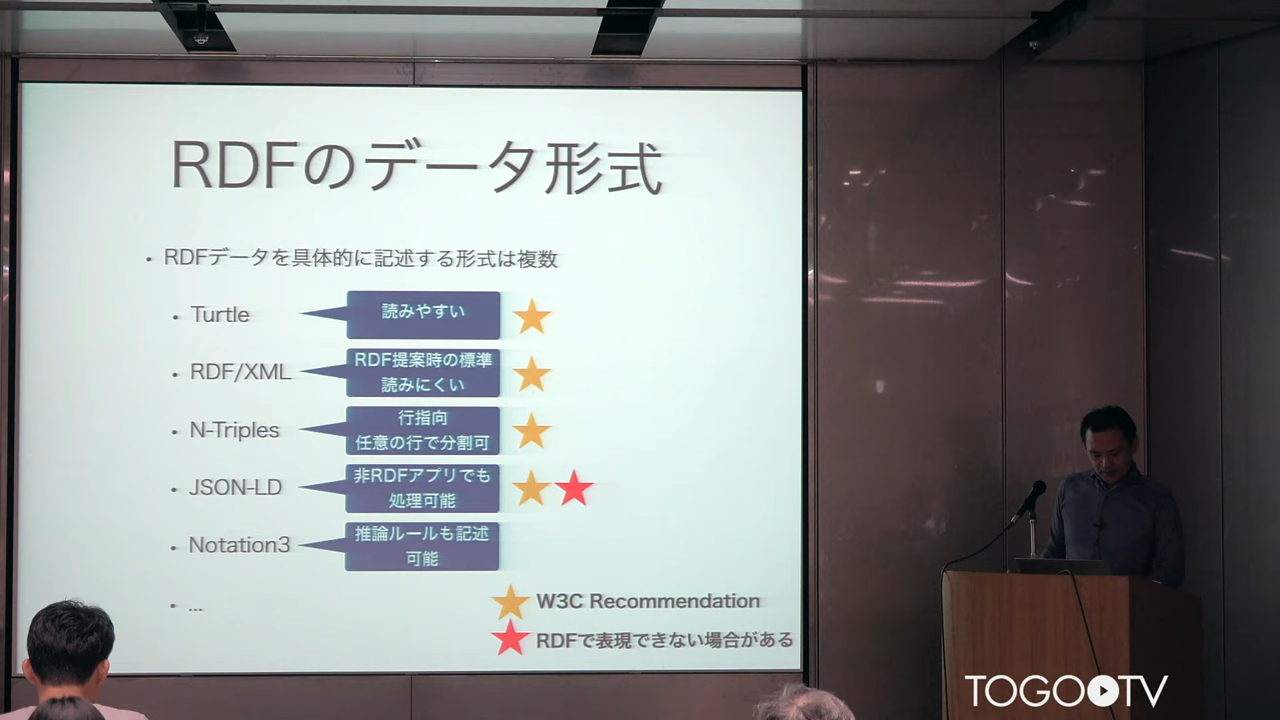 RDFのデータ形式
• RDFデータを具体的に記述する形式は複数
• Turtle
読みやすい
• RDF/XML
RDF提案時の標準
読みにくい
• N-Triples
行指向
任意の行で分割可
• JSON-LD
非RDFアプリでも
処理可能
• Notation3
推論ルールも記述
可能
• ...
W3C Recommendation
RDFで表現できない場合がある
TOGOTV